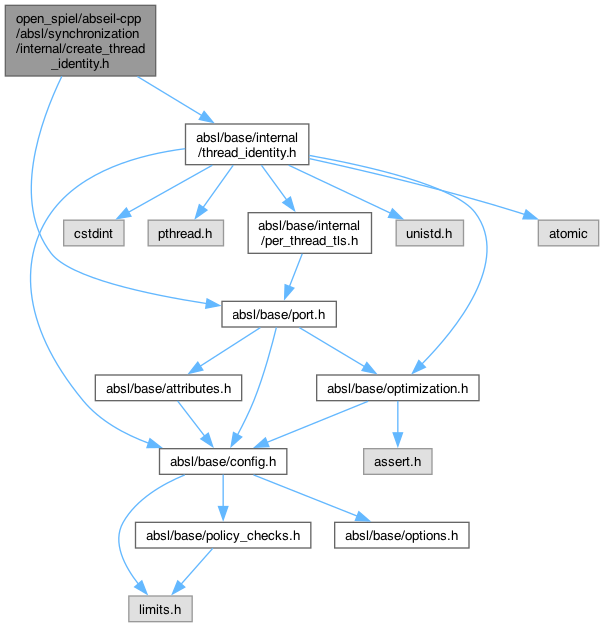 open_spiel/abseil-cpp
/absl/synchronization
/internal/create_thread
_identity.h
absl/base/internal
/thread_identity.h
cstdint
pthread.h
absl/base/internal
/per_thread_tls.h
unistd.h
atomic
absl/base/port.h
absl/base/attributes.h
absl/base/optimization.h
absl/base/config.h
assert.h
absl/base/policy_checks.h
absl/base/options.h
limits.h